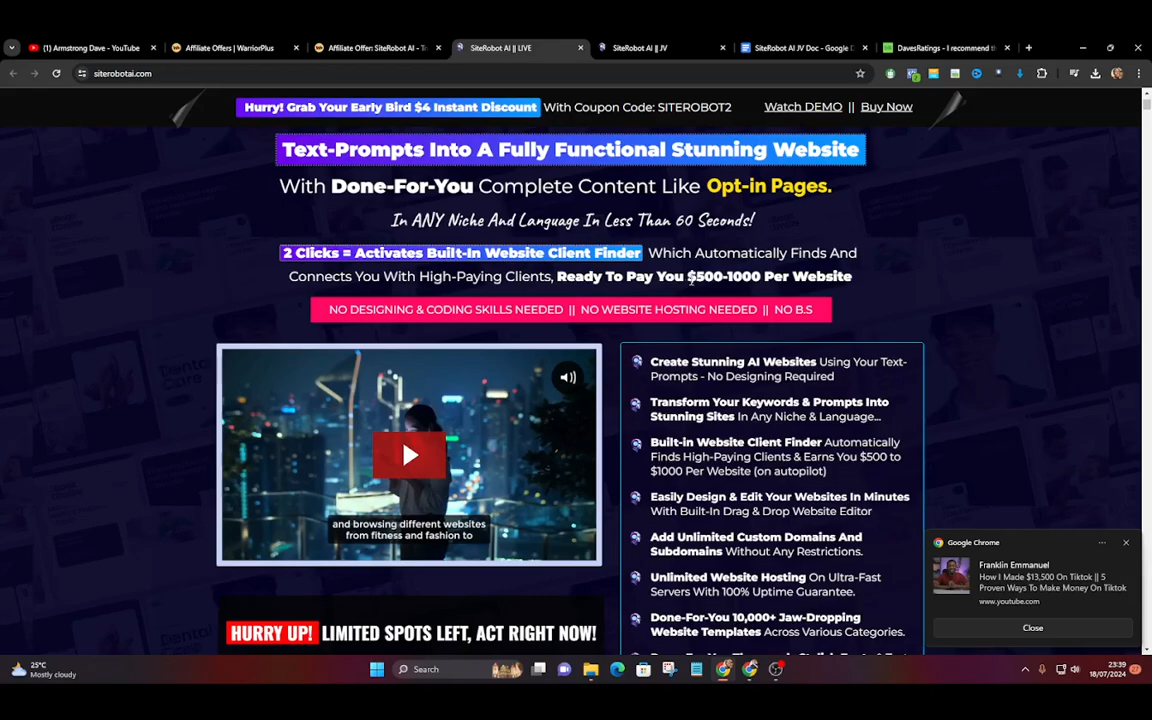 (1) Armstrong Dave - YouTube
Affiliate Offers | WarriorPlus
Affiliate Offer: SiteRobot AI - Tr
SiteRobot AI || LIVE
SiteRobot AI || JV
SiteRobot AI JV Doc - Google D
DavesRatings - I recommend th
siterobotai.com
Hurry! Grab Your Early Bird $4 Instant Discount With Coupon Code: SITEROBOT2
Watch DEMO || Buy Now
Text-Prompts Into A Fully Functional Stunning Website
With Done-For-You Complete Content Like Opt-in Pages.
In ANY Niche And Language In Less Than 60 Seconds!
2 Clicks = Activates Built-In Website Client Finder Which Automatically Finds And
Connects You With High-Paying Clients, Ready To Pay You $500-1000 Per Website
NO DESIGNING & CODING SKILLS NEEDED || NO WEBSITE HOSTING NEEDED || NO B.S
and browsing different websites
from fitness and fashion to
HURRY UP! LIMITED SPOTS LEFT, ACT RIGHT NOW!
Create Stunning AI Websites Using Your Text-
Prompts - No Designing Required
Transform Your Keywords & Prompts Into
Stunning Sites In Any Niche & Language...
Built-in Website Client Finder Automatically
Finds High-Paying Clients & Earns You $500 to
$1000 Per Website (on autopilot)
Easily Design & Edit Your Websites In Minutes
With Built-In Drag & Drop Website Editor
Add Unlimited Custom Domains And
Subdomains Without Any Restrictions.
Unlimited Website Hosting On Ultra-Fast
Servers With 100% Uptime Guarantee.
Done-For-You 10,000+ Jaw-Dropping
Website Templates Across Various Categories.
Google Chrome
Franklin Emmanuel
How I Made $13,500 On Tiktok || 5
Proven Ways To Make Money On Tiktok
www.youtube.com
Close
25°C
Mostly cloudy
Search
23:39
18/07/2024